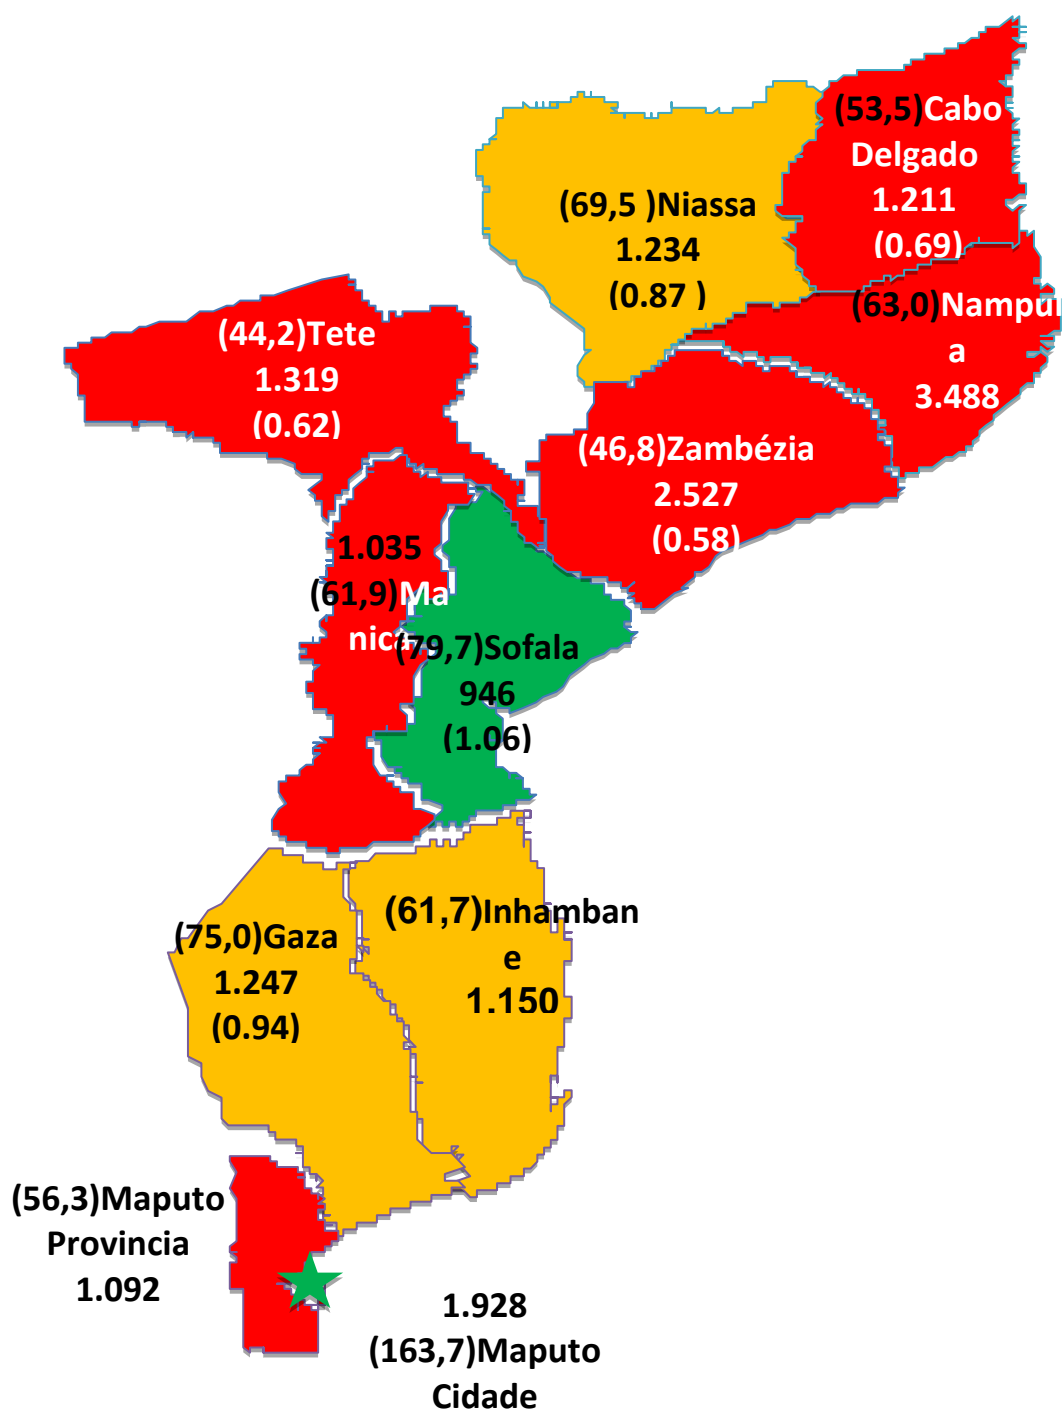 (53,5)Cabo
Delgado
1.211
(0.69)
(69,5 )Niassa
1.234
(0.87 )
(63,0)Nampu
a
3.488
(44,2)Tete
1.319
(0.62)
(46,8)Zambézia
2.527
(0.58)
1.035
(61,9)Ma
nica
(79,7)Sofala
946
(1.06)
(61,7)Inhamban
e
1.150
(75,0)Gaza
1.247
(0.94)
(56,3)Maputo
Provincia
1.092
1.928
(163,7)Maputo
Cidade